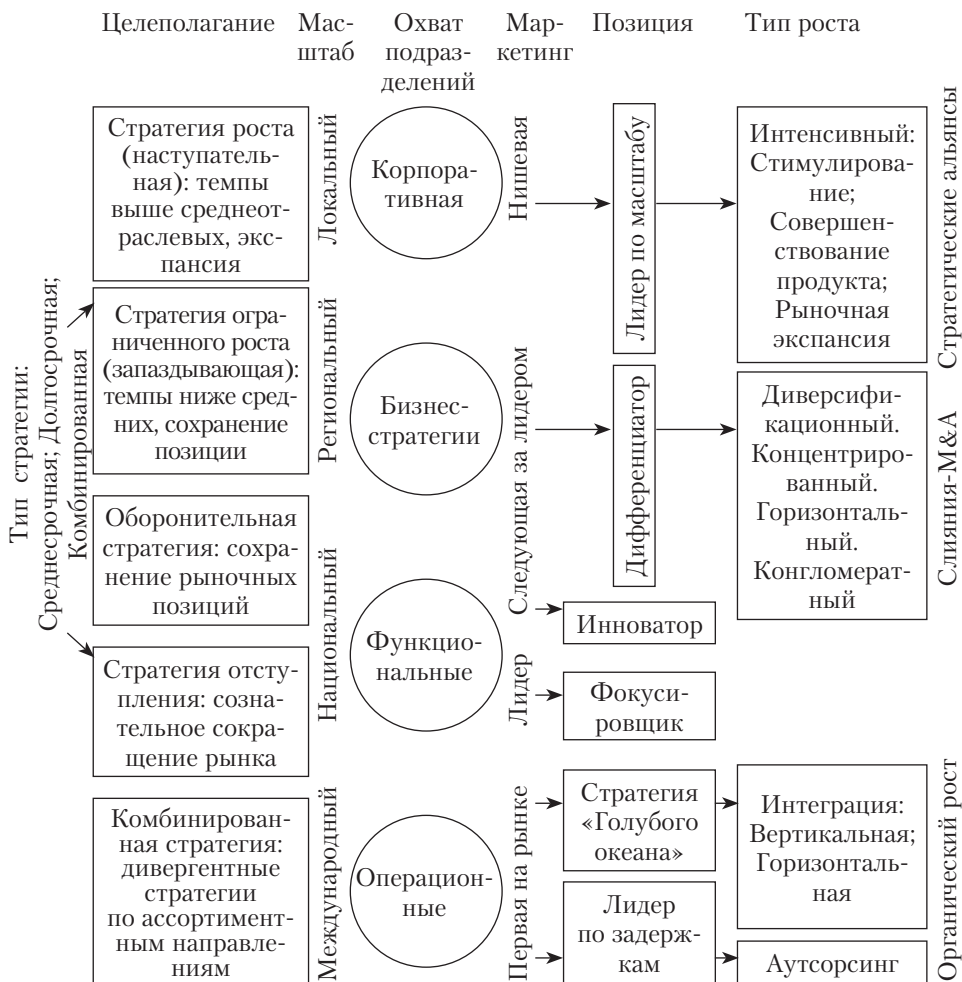 Целеполагание
Мас-
штаб
Охват
подраз-
делений
Мар-
кетинг
Позиция
Тип роста
Тип стратегии:
Среднесрочная; Долгосрочная;
Комбинированная
Стратегия роста
(наступатель-
ная): темпы
выше среднеот-
раслевых, экс-
пансия
Стратегия огра-
ниченного роста
(запаздывающая):
темпы ниже сред-
них, сохранение
позиции
Оборонительная
стратегия: сохра-
нение рыночных
позиций
Стратегия отсту-
пления: созна-
тельное сокра-
щение рынка
Комбинирован-
ная стратегия:
дивергентные
стратегии
по ассортимент-
ным направле-
ниям
Локальный
Региональный
Национальный
Международный
Корпора-
тивная
Бизнес-
стратегии
Функцио-
нальные
Операцион-
ные
Нишевая
Следующая за лидером
Лидер
Первая на рынке
Лидер по масштабу
Дифференциатор
Инноватор
Фокуси-
ровщик
Стратегия
«Голубого
океана»
Лидер
по задерж-
кам
Интенсивный:
Стимулирова-
ние;
Совершен-
ствование
продукта;
Рыночная
экспансия
Диверсифи-
кационный.
Концентриро-
ванный.
Горизонталь-
ный.
Конгломерат-
ный
Интеграция:
Вертикальная;
Горизонталь-
ная
Аутсорсинг
Стратегические альянсы
Слияния-M&A
Органический рост